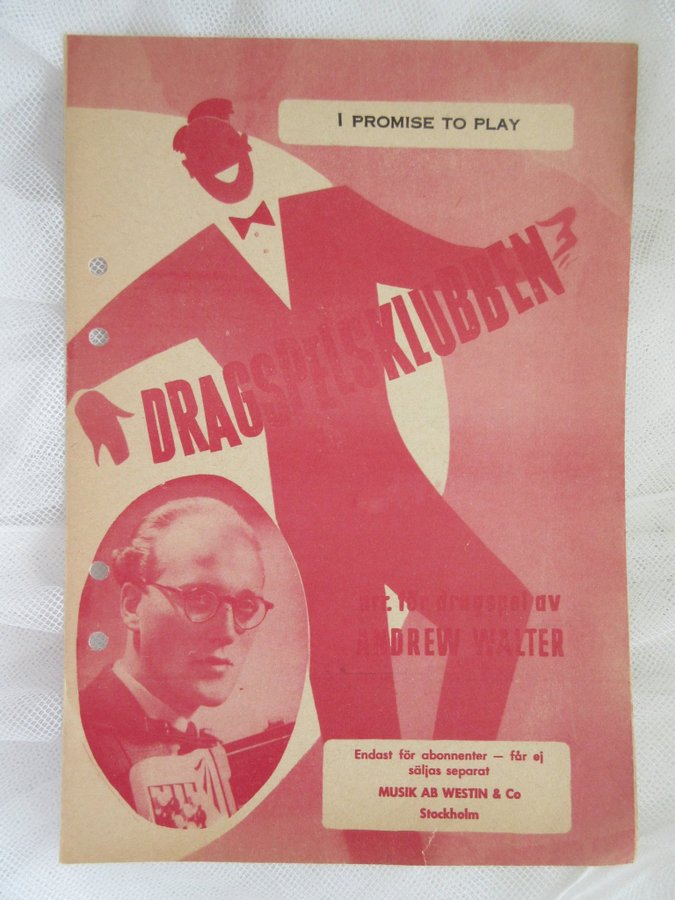 I PROMISE TO PLAY
DRAGSPELSKLUBBEN
arr. för dragspel av
ANDREW WALTER
Endast för abonnenter — får ej
säljas separat
MUSIK AB WESTIN & Co
Stockholm